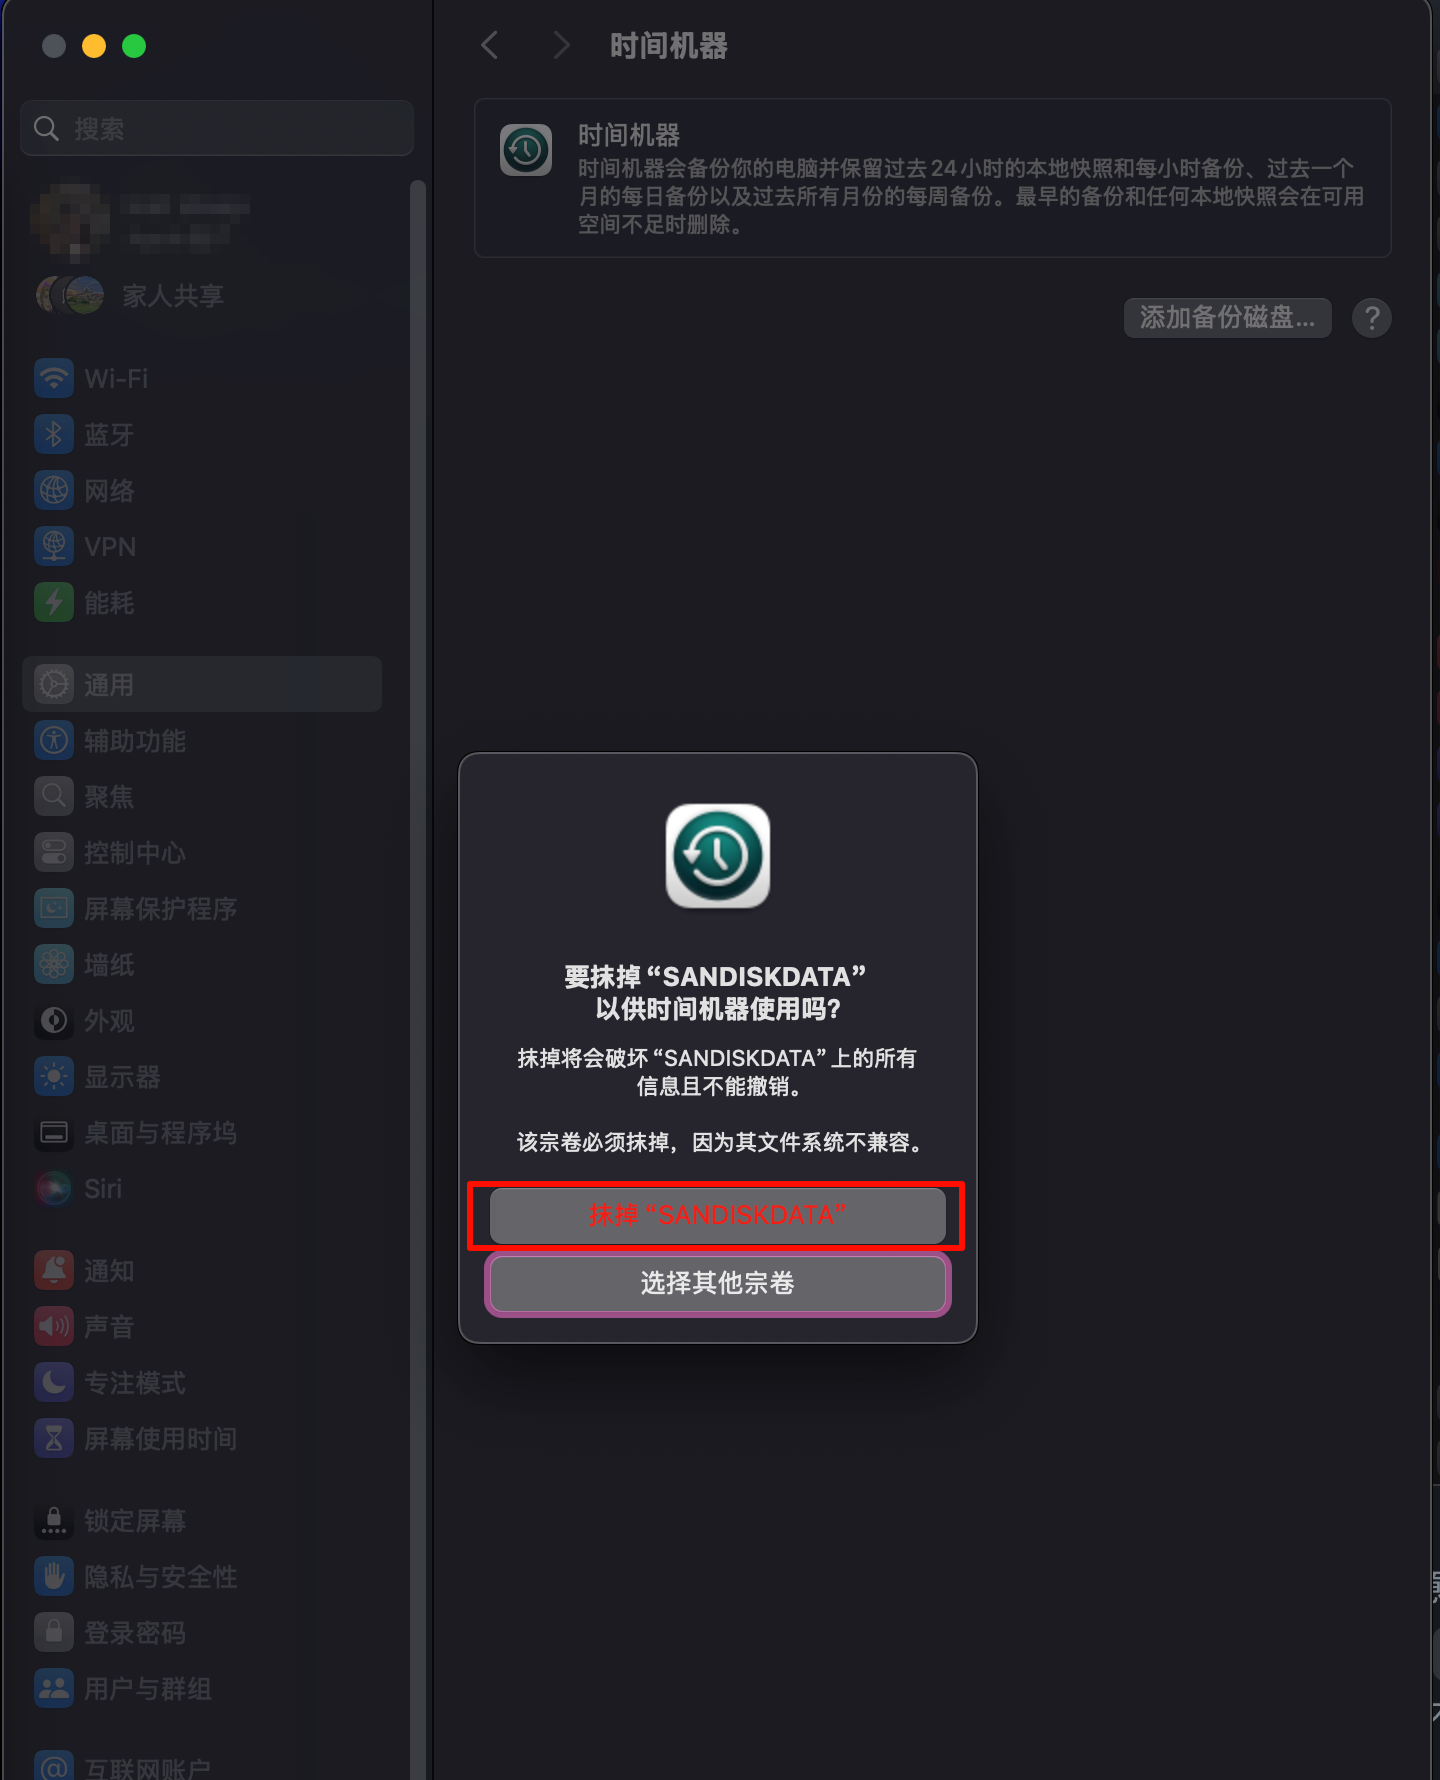 时间机器
搜索
时间机器
时间机器会备份你的电脑并保留过去24小时的本地快照和每小时备份、过去一个
月的每日备份以及过去所有月份的每周备份。最早的备份和任何本地快照会在可用
空间不足时删除。
添加备份磁盘...
?
家人共享
Wi-Fi
蓝牙
网络
VPN
能耗
通用
辅助功能
聚焦
控制中心
屏幕保护程序
墙纸
外观
显示器
桌面与程序坞
Siri
通知
声音
专注模式
屏幕使用时间
锁定屏幕
隐私与安全性
登录密码
用户与群组
互联网账户
要抹掉“SANDISKDATA”
以供时间机器使用吗?
抹掉将会破坏“SANDISKDATA”上的所有
信息且不能撤销。
该宗卷必须抹掉，因为其文件系统不兼容。
抹掉“SANDISKDATA”
选择其他宗卷